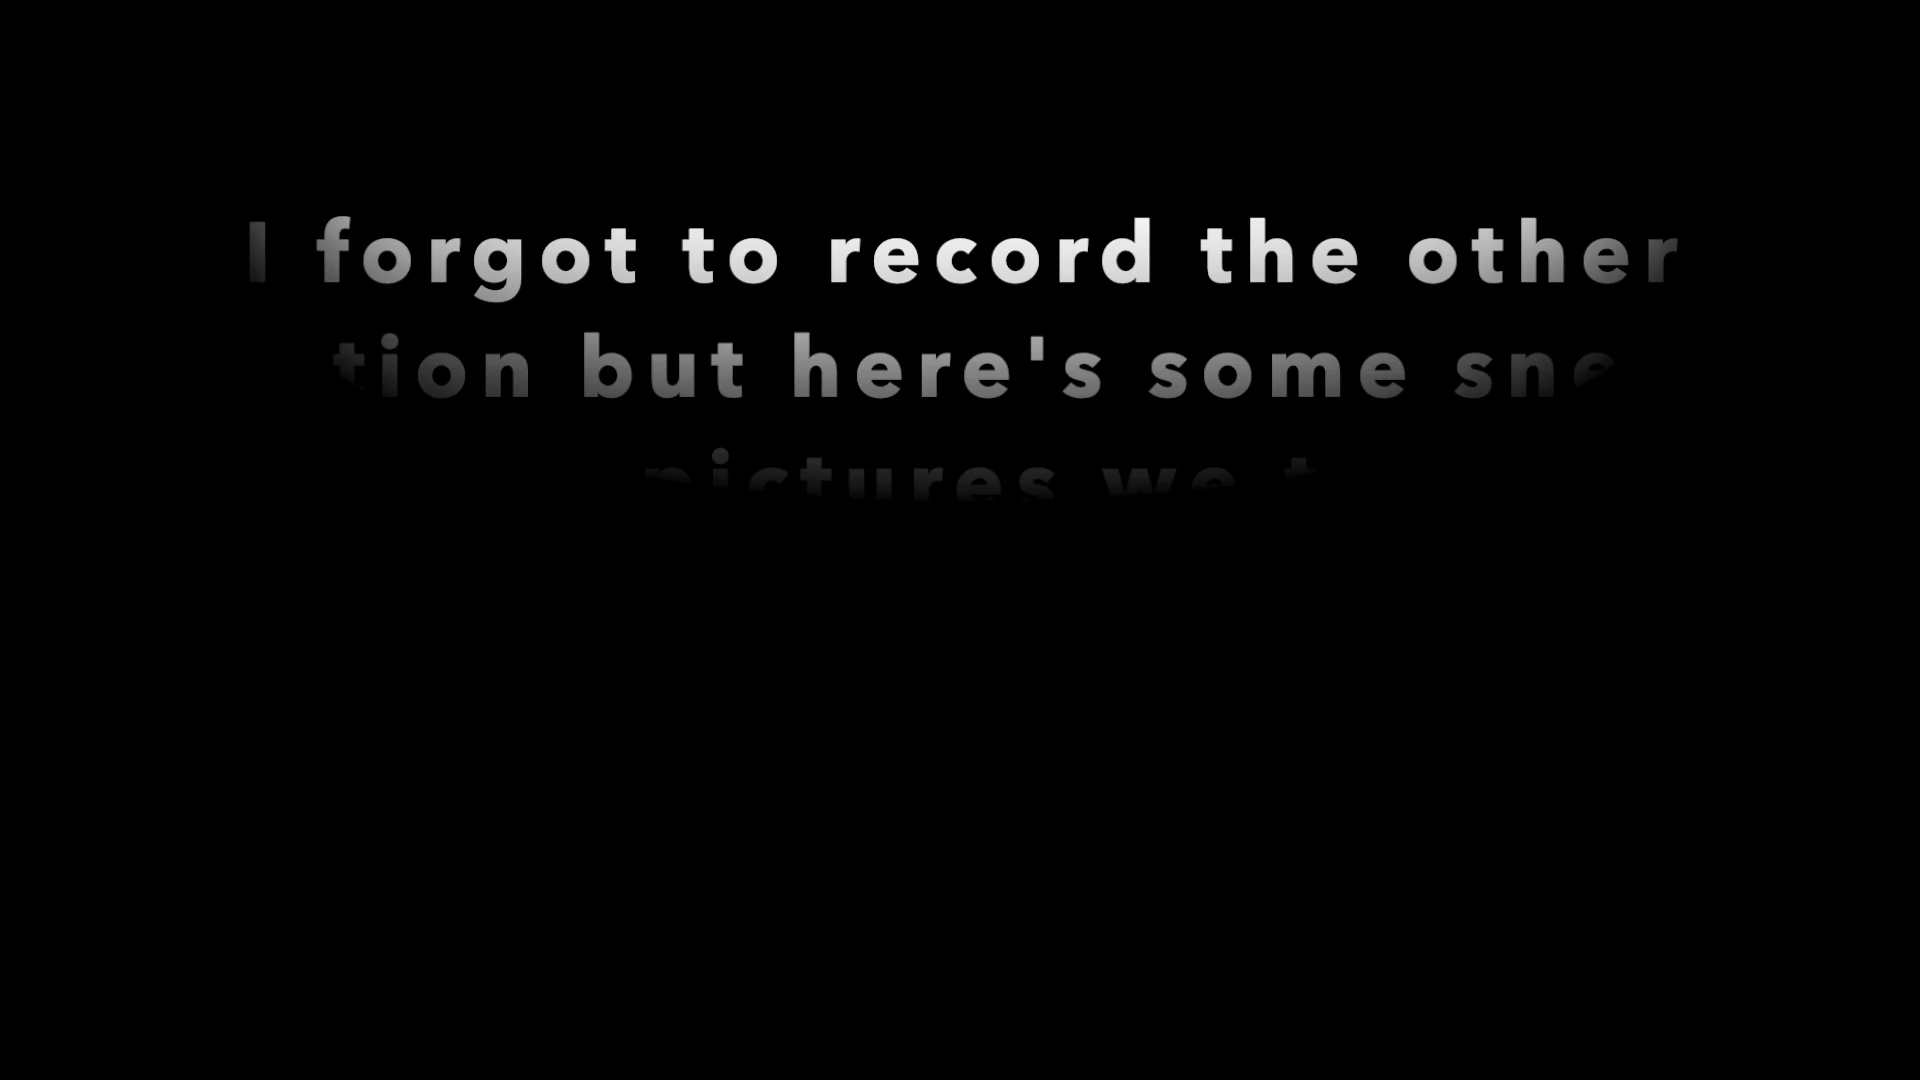 I forgot to record the other
tion but here's some sne
pictures we t